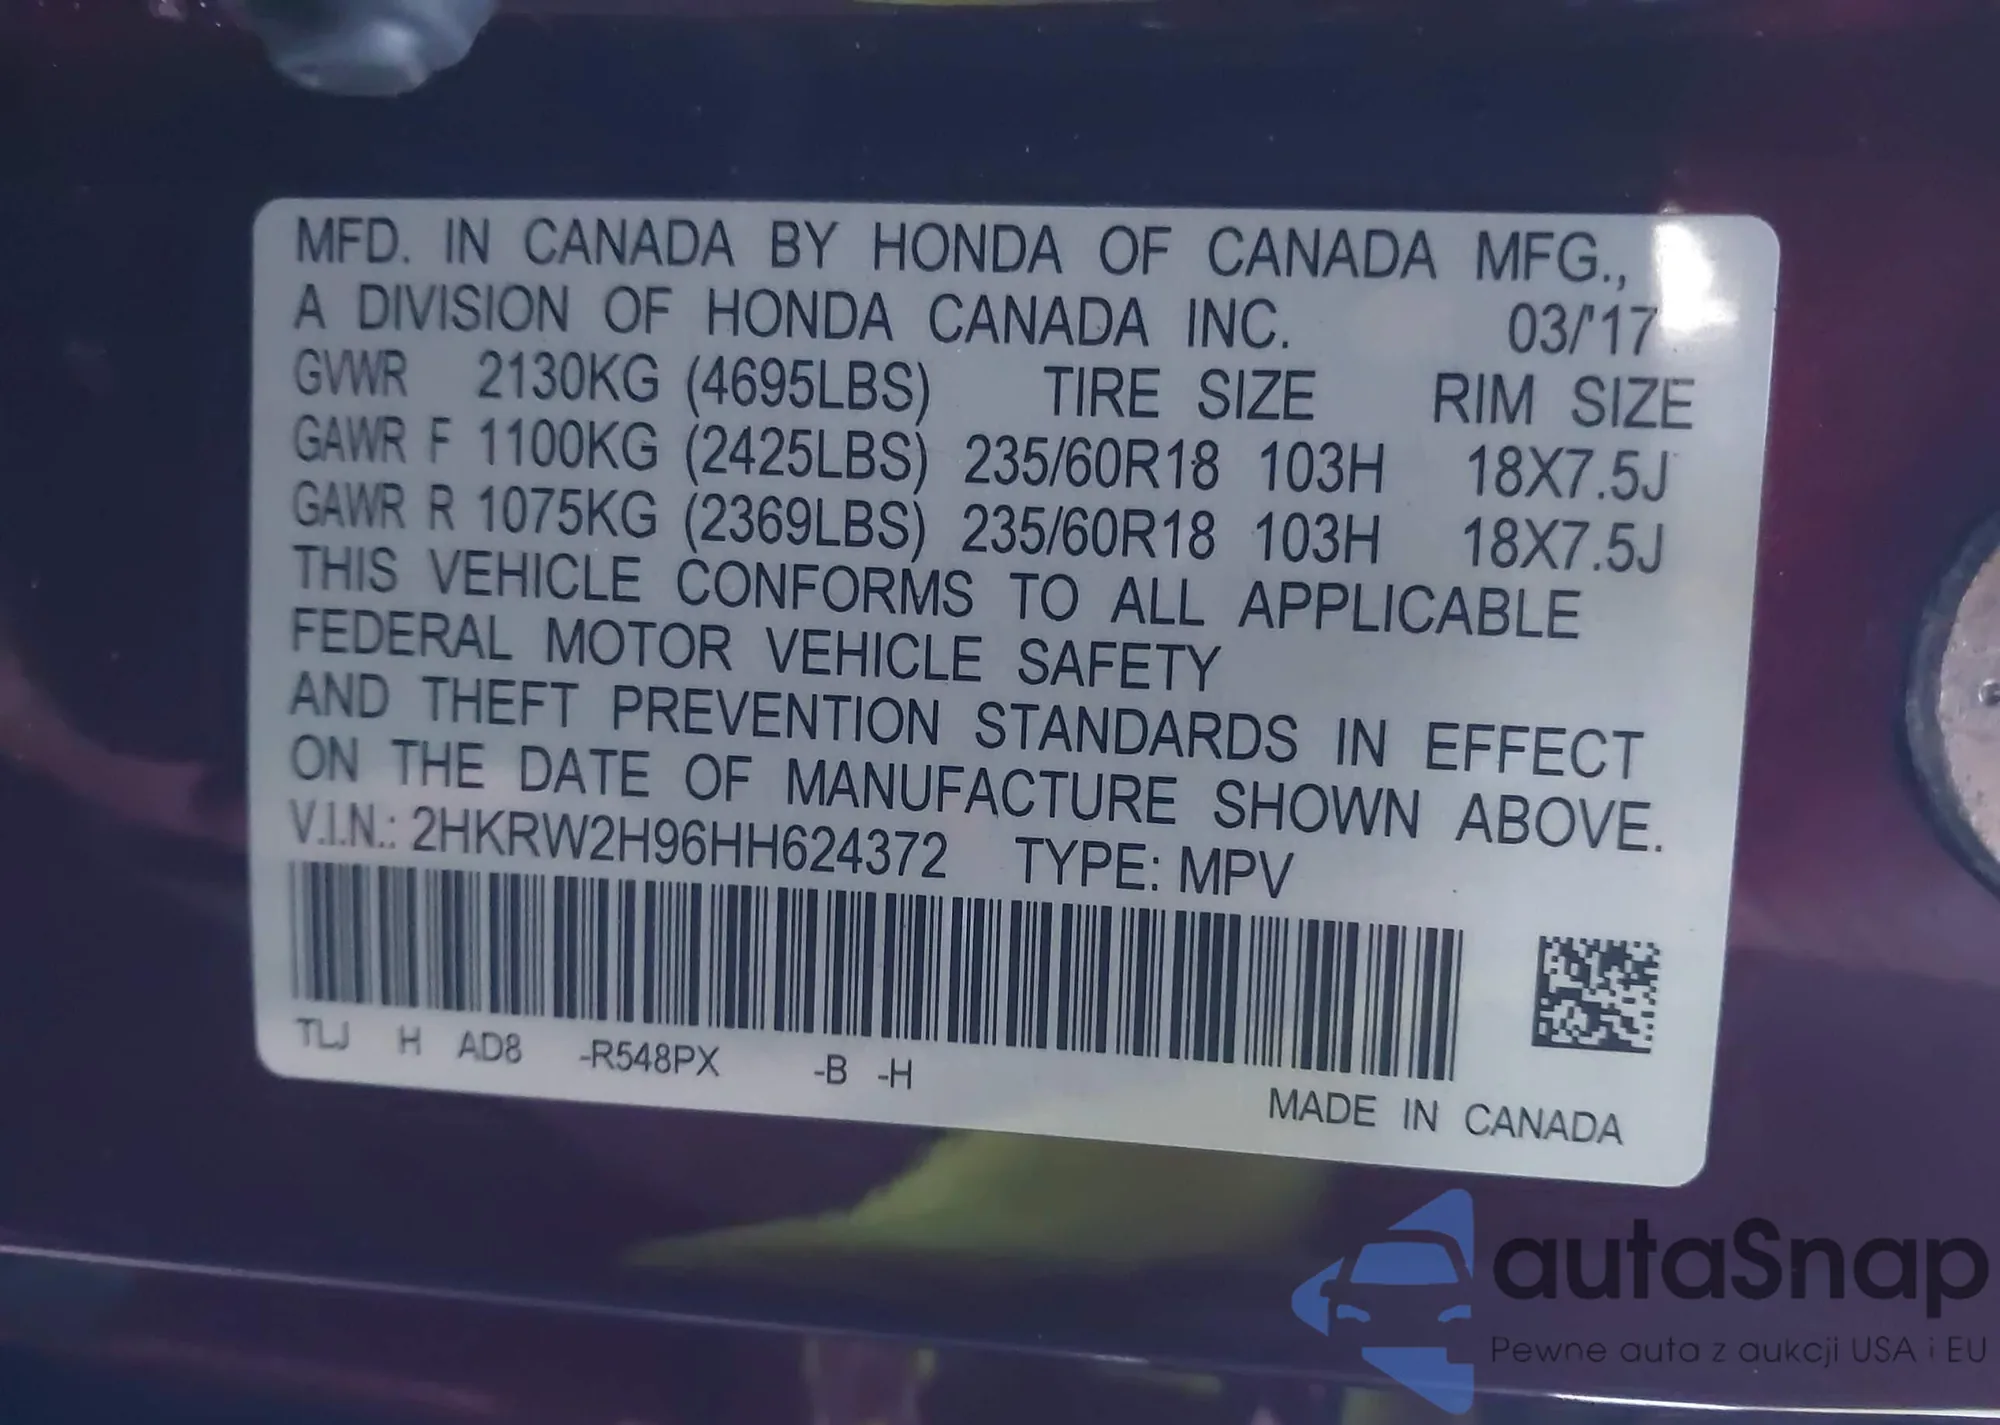 MFD. IN CANADA BY HONDA OF CANADA MFG.,
A DIVISION OF HONDA CANADA INC. 03/'17
GVWR 2130KG (4695LBS) TIRE SIZE RIM SIZE
GAWR F 1100KG (2425LBS) 235/60R18 103H 18X7.5J
GAWR R 1075KG (2369LBS) 235/60R18 103H 18X7.5J
THIS VEHICLE CONFORMS TO ALL APPLICABLE
FEDERAL MOTOR VEHICLE SAFETY
AND THEFT PREVENTION STANDARDS IN EFFECT
ON THE DATE OF MANUFACTURE SHOWN ABOVE.
V.I.N.: 2HKRW2H96HH624372 TYPE: MPV
TLJ H AD8 -R548PX -B -H
MADE IN CANADA
autaSnap
Pewne auta z aukcji USA i EU